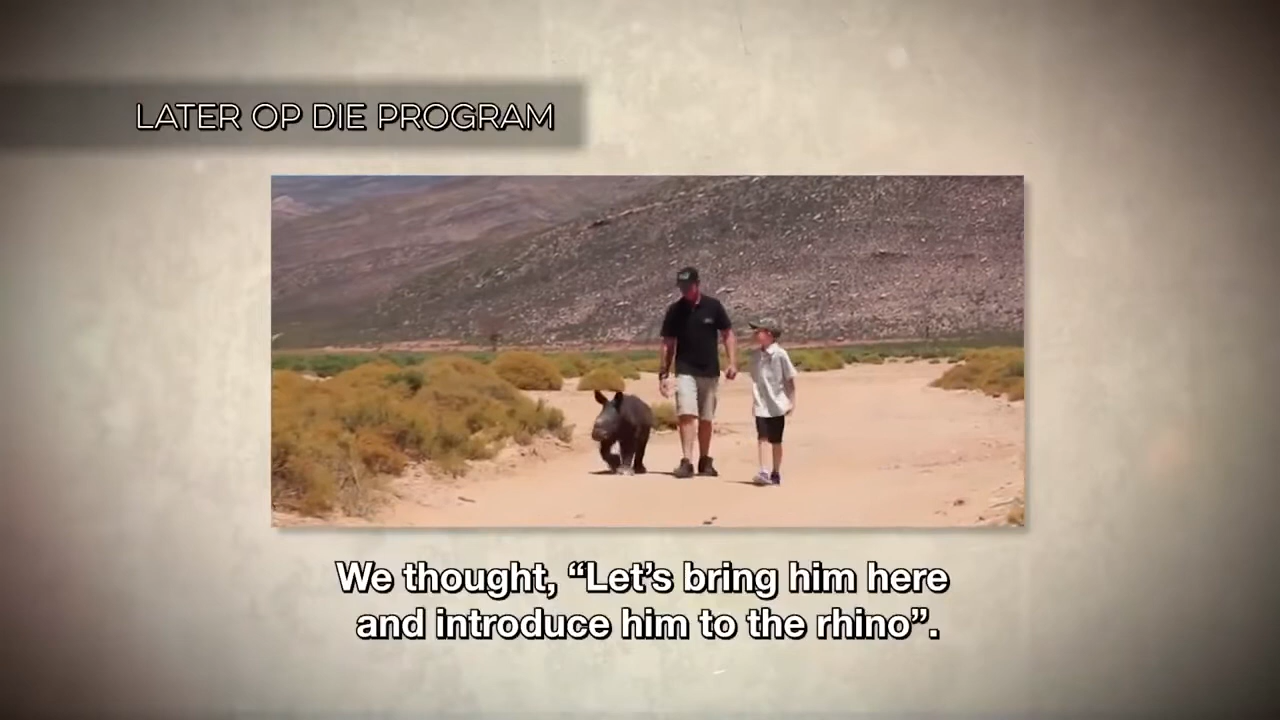 LATER OP DIE PROGRAM
We thought, “Let’s bring him here
and introduce him to the rhino”.